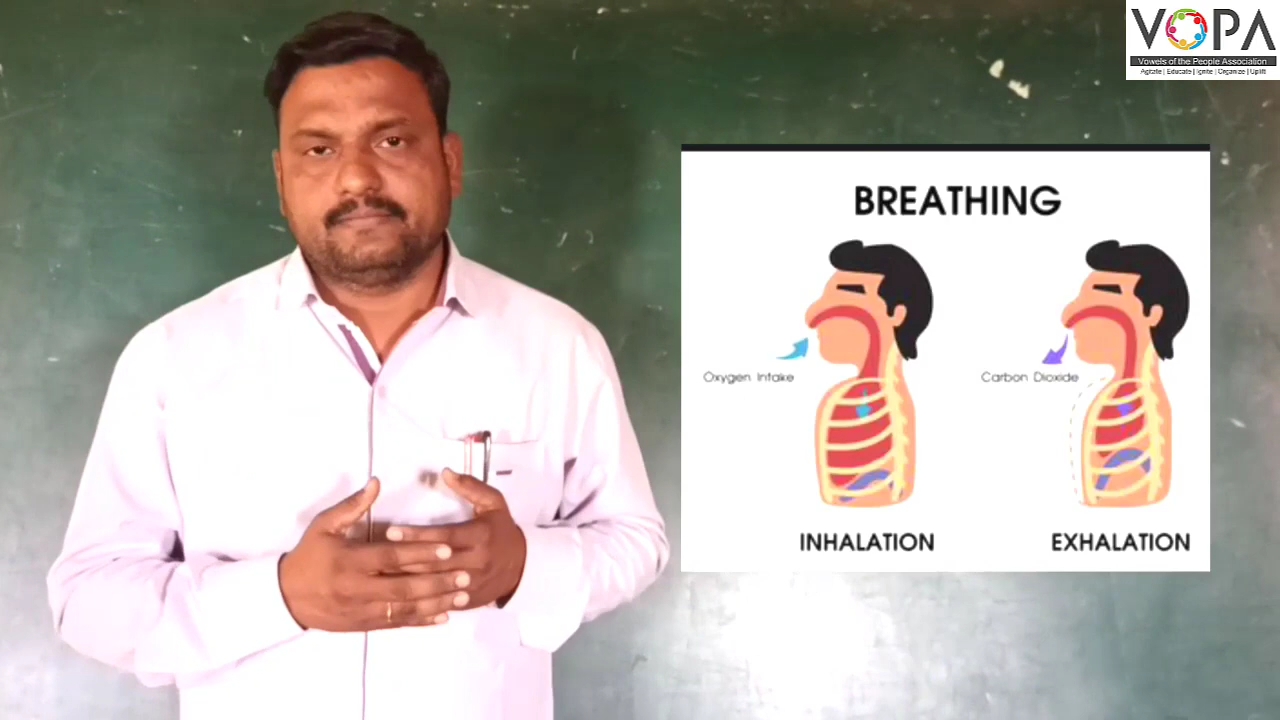 VOPA
Vowels of the People Association
Agitate | Educate | Ignite | Organize | Uplift
BREATHING
Oxygen Intake
Carbon Dioxide
INHALATION
EXHALATION